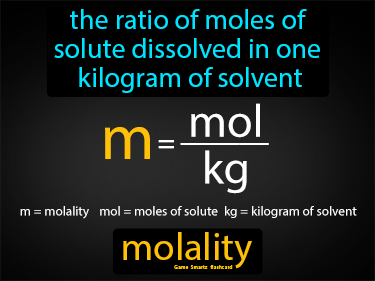 the ratio of moles of
solute dissolved in one
kilogram of solvent
m = mol
kg
m = molality mol = moles of solute kg = kilogram of solvent
molality
Game Smartz flashcard